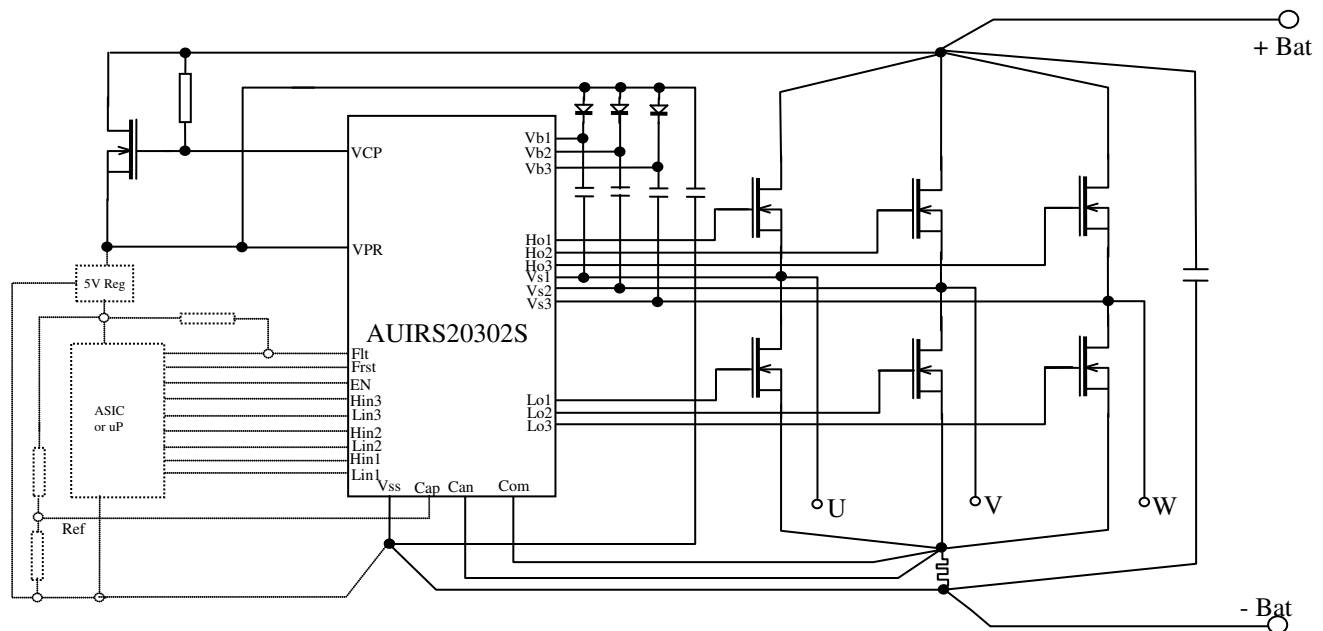 + Bat
VCP
VPR
Vb1
Vb2
Vb3
Ho1
Ho2
Ho3
Vs1
Vs2
Vs3
5V Reg
AUIRS20302S
Flt
Frst
EN
Hin3
Lin3
Hin2
Lin2
Hin1
Lin1
ASIC
or uP
Lo1
Lo2
Lo3
Vss
Cap
Can
Com
U
V
W
Ref
- Bat